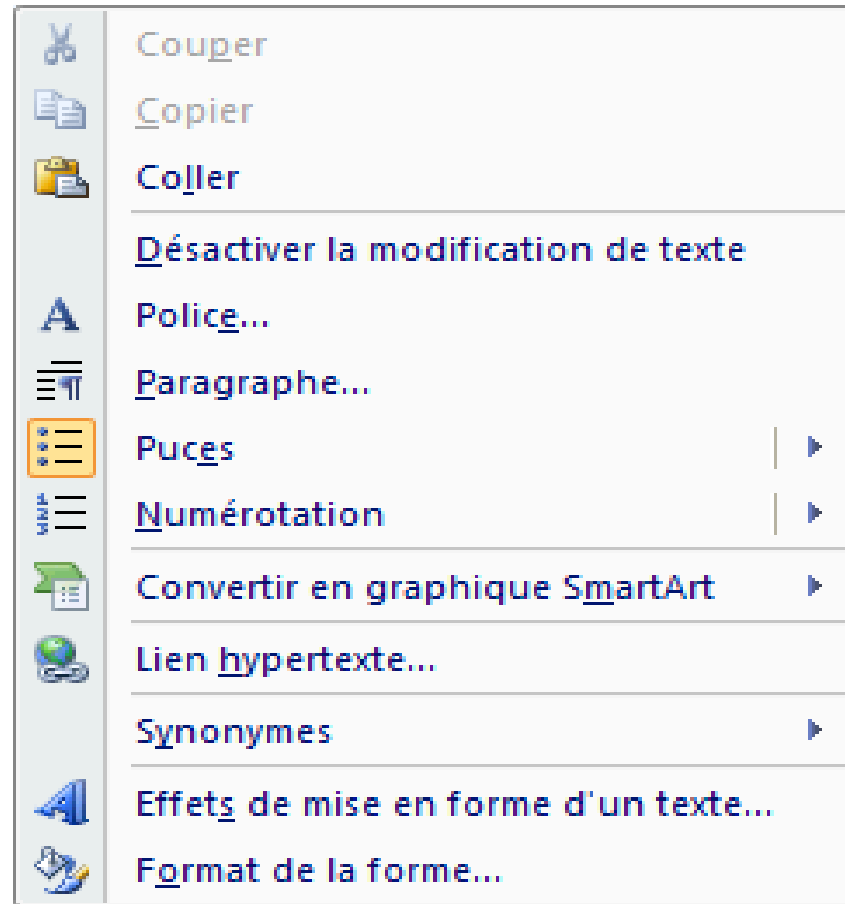 Couper
Copier
Coller
Désactiver la modification de texte
Police...
Paragraphe...
Puces
Numérotation
Convertir en graphique SmartArt
Lien hypertexte...
Synonymes
Effets de mise en forme d'un texte...
Format de la forme...